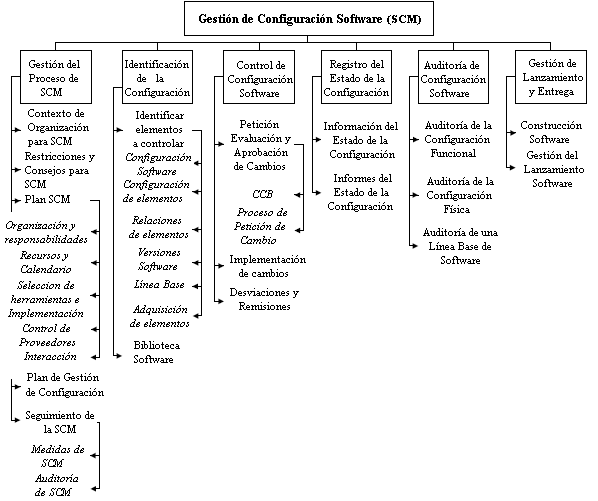 Gestión de Configuración Software (SCM)
Gestión del
Proceso de
SCM
Contexto de
Organización
para SCM
Restricciones y
Consejos para
SCM
Plan SCM
Organización y
responsabilidades
Recursos y
Calendario
Seleccion de
herramientas e
Implementación
Control de
Proveedores
Interacción
Plan de Gestión
de Configuración
Seguimiento de
la SCM
Medidas de
SCM
Auditoría
de SCM
Identificación
de la
Configuración
Identificar
elementos
a controlar
Configuración
Software
Configuración
de elementos
Relaciones
de elementos
Versiones
Software
Línea Base
Adquisición
de elementos
Biblioteca
Software
Control de
Configuración
Software
Petición
Evaluación y
Aprobación
de Cambios
CCB
Proceso de
Petición de
Cambio
Implementación
de cambios
Desviaciones y
Remisiones
Registro del
Estado de la
Configuración
Información del
Estado de la
Configuración
Informes del
Estado de la
Configuración
Auditoría de
Configuración
Software
Auditoría de la
Configuración
Funcional
Auditoría de la
Configuración
Física
Auditoría de una
Línea Base de
Software
Gestión de
Lanzamiento
y Entrega
Construcción
Software
Gestión del
Lanzamiento
Software